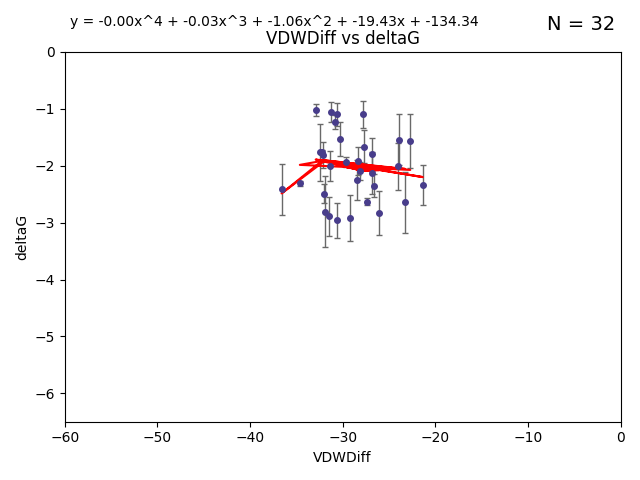 y = -0.00x^4 + -0.03x^3 + -1.06x^2 + -19.43x + -134.34
N = 32
VDWDiff vs deltaG
0
−1
−2
−3
−4
−5
−6
deltaG
−60 −50 −40 −30 −20 −10 0
VDWDiff